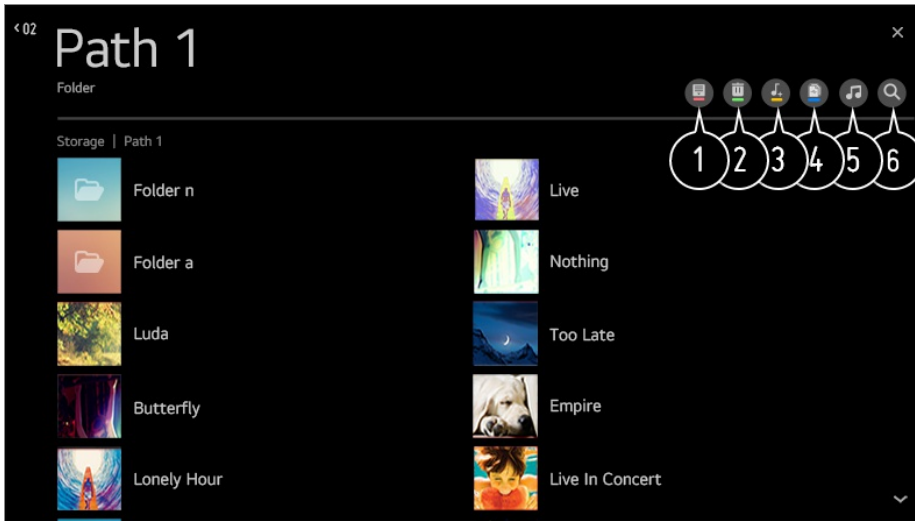 <02
Path 1
Folder
1 2 3 4 5 6
Storage | Path 1
Folder n
Live
Folder a
Nothing
Luda
Too Late
Butterfly
Empire
Lonely Hour
Live In Concert